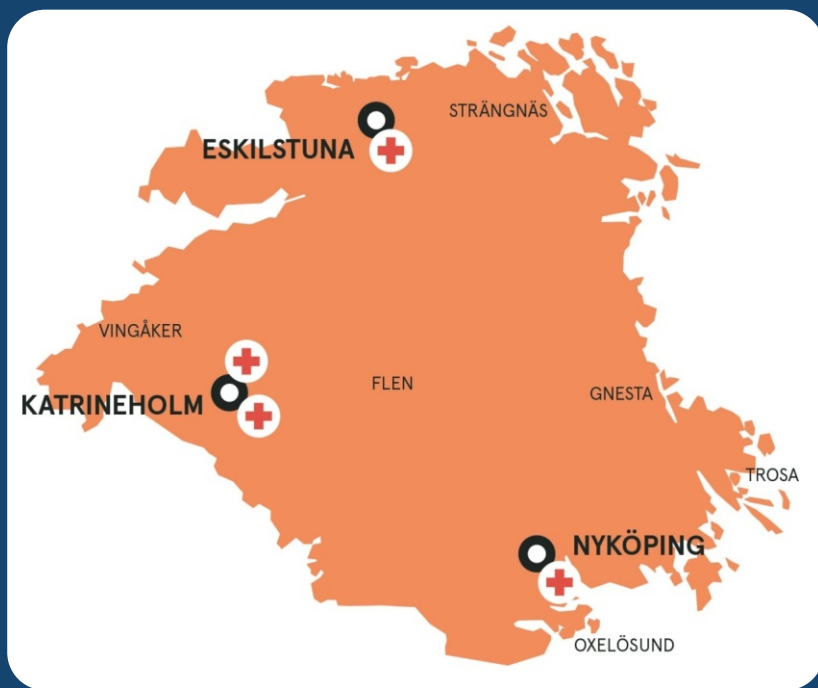 STRÄNGNÄS
ESKILSTUNA
VINGÅKER
FLEN
GNESTA
KATRINEHOLM
TROSA
NYKÖPING
OXELÖSUND